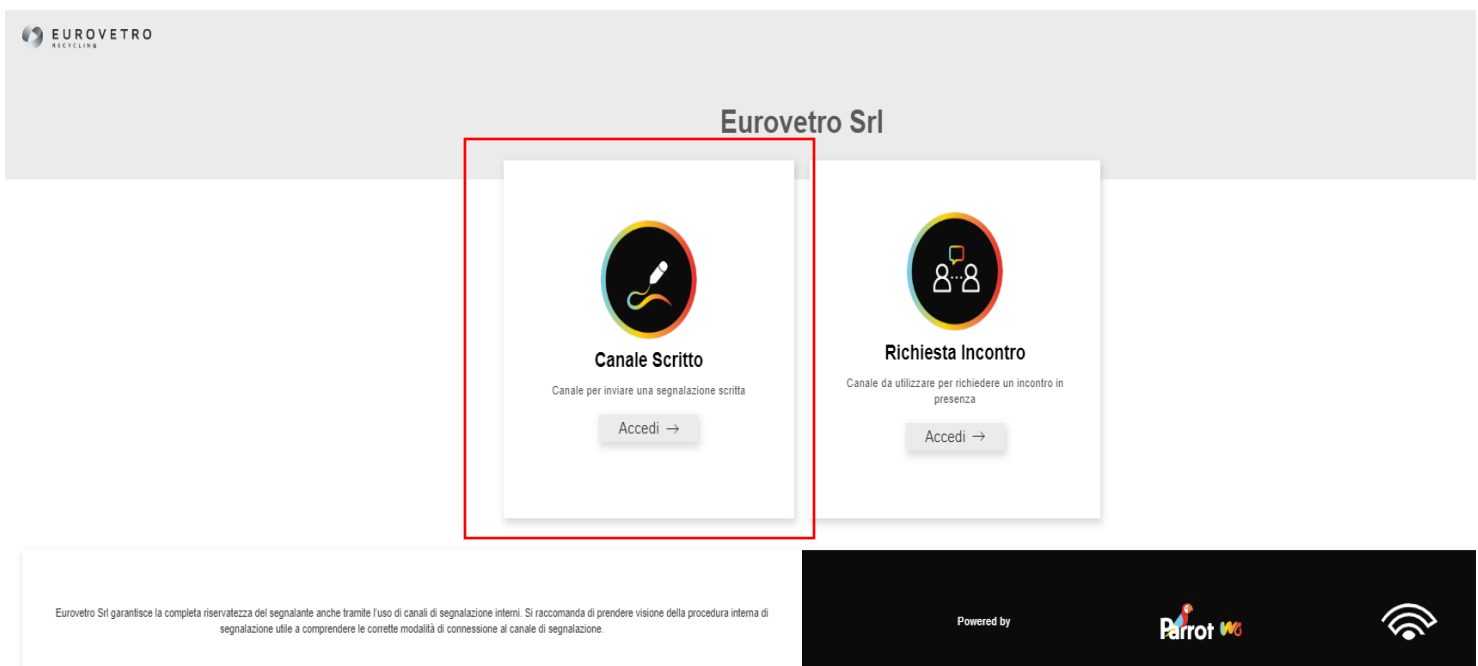 EUROVETRO
RECYCLING
Eurovetro Srl
Canale Scritto
Canale per inviare una segnalazione scritta
Accedi →
Richiesta Incontro
Canale da utilizzare per richiedere un incontro in
presenza
Accedi →
Eurovetro Srl garantisce la completa riservatezza del segnalante anche tramite l'uso di canali di segnalazione interni. Si raccomanda di prendere visione della procedura interna di
segnalazione utile a comprendere le corrette modalità di connessione al canale di segnalazione.
Powered by
Parrot WB